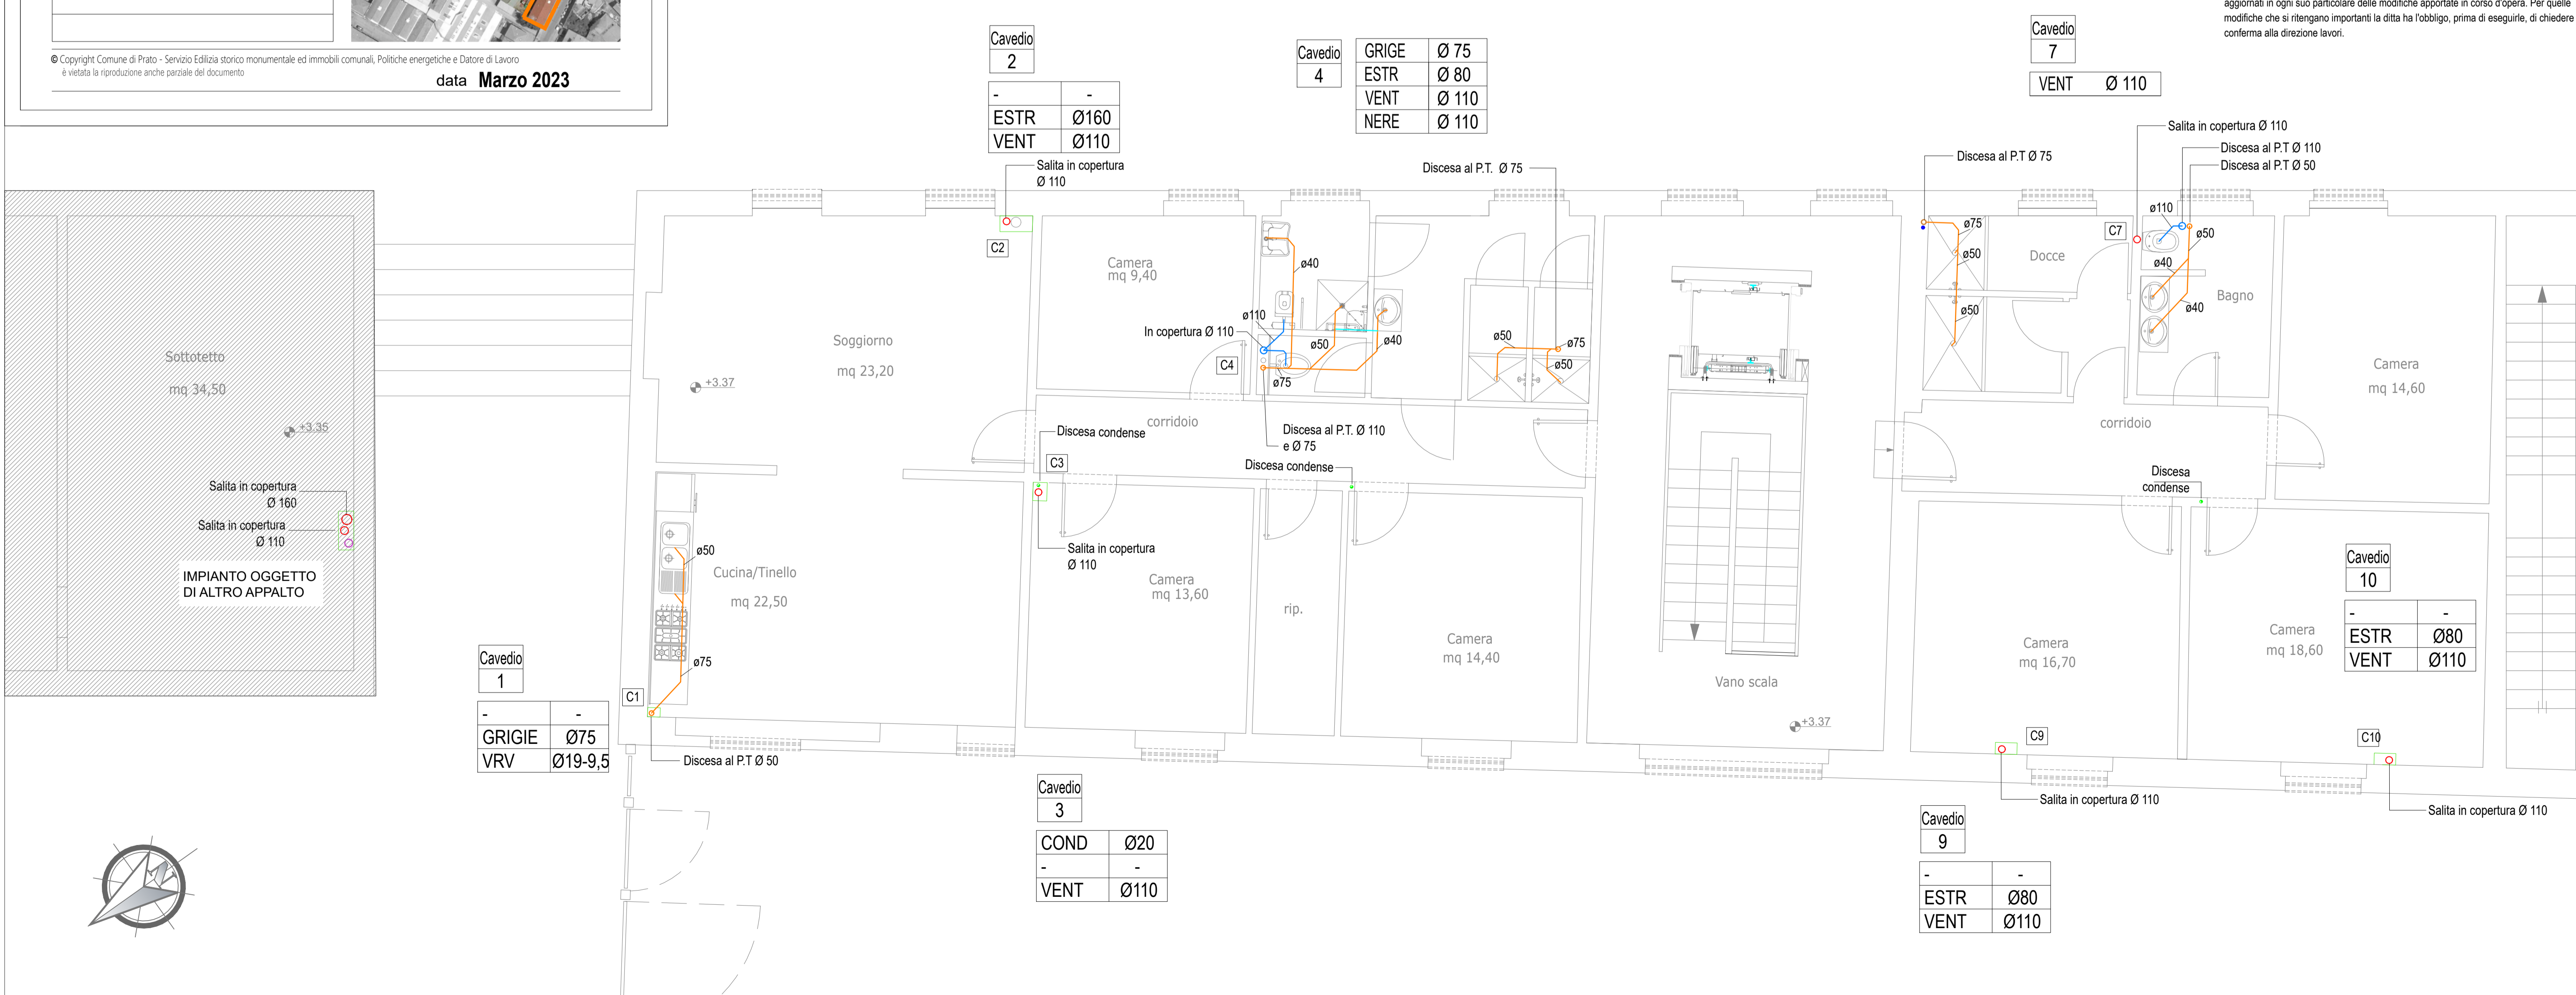 aggiornati in ogni suo particolare delle modifiche apportate in corso d'opera. Per quelle
modifiche che si ritengano importanti la ditta ha l'obbligo, prima di eseguirle, di chiedere
conferma alla direzione lavori.
© Copyright Comune di Prato - Servizio Edilizia storico monumentale ed immobili comunali, Politiche energetiche e Datore di Lavoro
è vietata la riproduzione anche parziale del documento
data Marzo 2023
Cavedio
2
- -
ESTR Ø160
VENT Ø110
Cavedio
4
GRIGE Ø 75
ESTR Ø 80
VENT Ø 110
NERE Ø 110
Cavedio
7
VENT Ø 110
Salita in copertura
Ø 110
Discesa al P.T. Ø 75
Discesa al P.T Ø 75
Salita in copertura Ø 110
Discesa al P.T Ø 110
Discesa al P.T Ø 50
C2
Camera
mq 9,40
ø40
ø110
In copertura Ø 110
C4
ø50
ø40
ø75
ø50
ø75
ø50
ø75
ø50
ø50
Docce
C7
ø110
ø50
ø40
ø40
Bagno
Camera
mq 14,60
Sottotetto
mq 34,50
+3.35
Soggiorno
mq 23,20
+3.37
corridoio
Discesa al P.T. Ø 110
e Ø 75
corridoio
Discesa condense
C3
Discesa condense
Discesa
condense
Salita in copertura
Ø 160
Salita in copertura
Ø 110
IMPIANTO OGGETTO
DI ALTRO APPALTO
ø50
Cucina/Tinello
mq 22,50
ø75
C1
Discesa al P.T Ø 50
Salita in copertura
Ø 110
Camera
mq 13,60
rip.
Camera
mq 14,40
Vano scala
+3.37
Camera
mq 16,70
Camera
mq 18,60
Cavedio
10
- -
ESTR Ø80
VENT Ø110
Cavedio
1
- -
GRIGIE Ø75
VRV Ø19-9,5
C9
C10
Salita in copertura Ø 110
Salita in copertura Ø 110
Cavedio
3
COND Ø20
- -
VENT Ø110
Cavedio
9
- -
ESTR Ø80
VENT Ø110
N